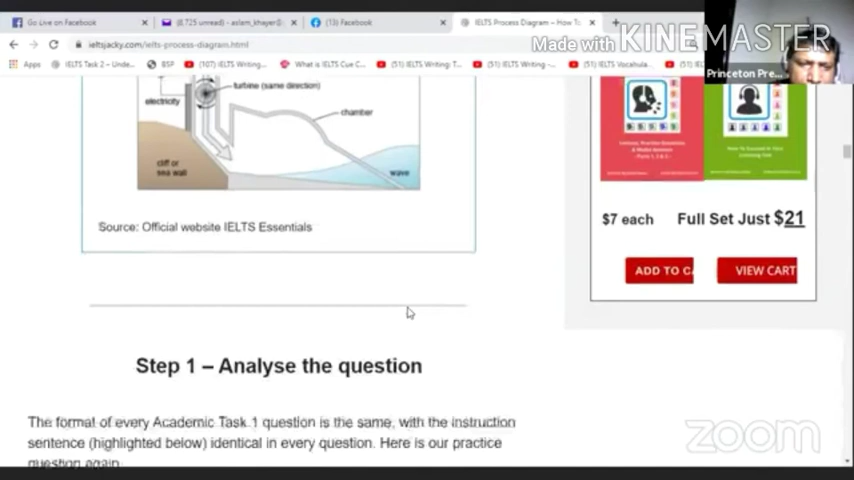 Go Live on Facebook
(8,725 unread) - aslam_khayer@
(13) Facebook
IELTS Process Diagram – How To
ieltsjacky.com/ielts-process-diagram.html
Made with KINEMASTER
Apps
IELTS Task 2 – Unde...
BSP
(107) IELTS Writing...
What is IELTS Cue C...
(51) IELTS Writing: T...
(51) IELTS Writing -...
(51) IELTS Vocabula...
Princeton Pre...
turbine (same direction)
electricity
chamber
cliff or
sea wall
wave
Source: Official website IELTS Essentials
$7 each
Full Set Just $21
ADD TO CA
VIEW CART
Step 1 – Analyse the question
The format of every Academic Task 1 question is the same, with the instruction
sentence (highlighted below) identical in every question. Here is our practice
question again.
zoom